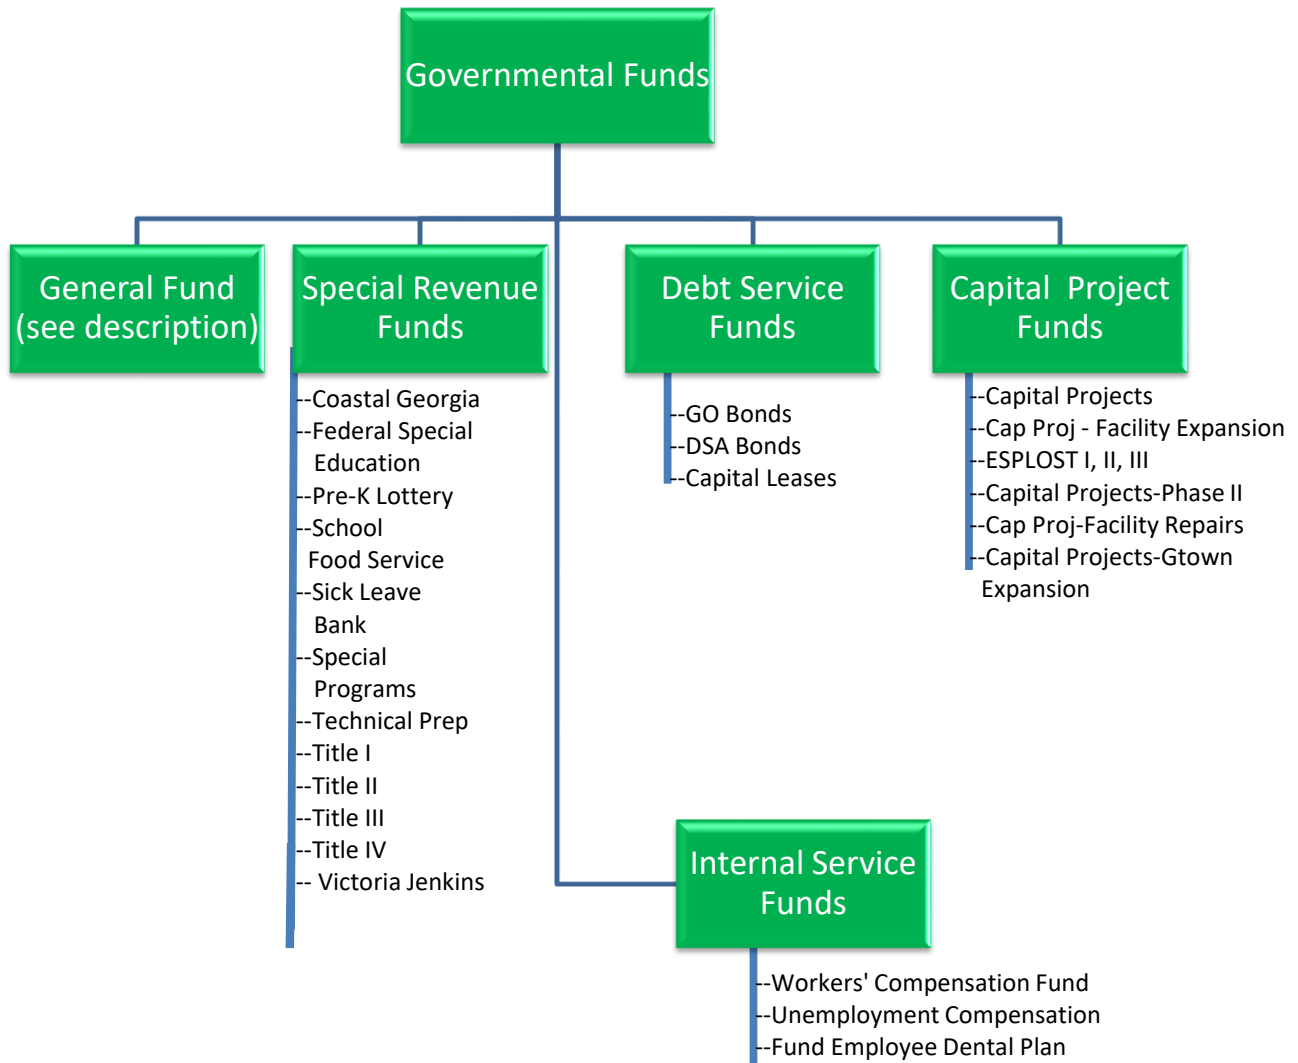 Governmental Funds
General Fund
(see description)
Special Revenue
Funds
--Coastal Georgia
--Federal Special
Education
--Pre-K Lottery
--School
Food Service
--Sick Leave
Bank
--Special
Programs
--Technical Prep
--Title I
--Title II
--Title III
--Title IV
-- Victoria Jenkins
Debt Service
Funds
--GO Bonds
--DSA Bonds
--Capital Leases
Capital Project
Funds
--Capital Projects
--Cap Proj - Facility Expansion
--ESPLOST I, II, III
--Capital Projects-Phase II
--Cap Proj-Facility Repairs
--Capital Projects-Gtown
Expansion
Internal Service
Funds
--Workers' Compensation Fund
--Unemployment Compensation
--Fund Employee Dental Plan